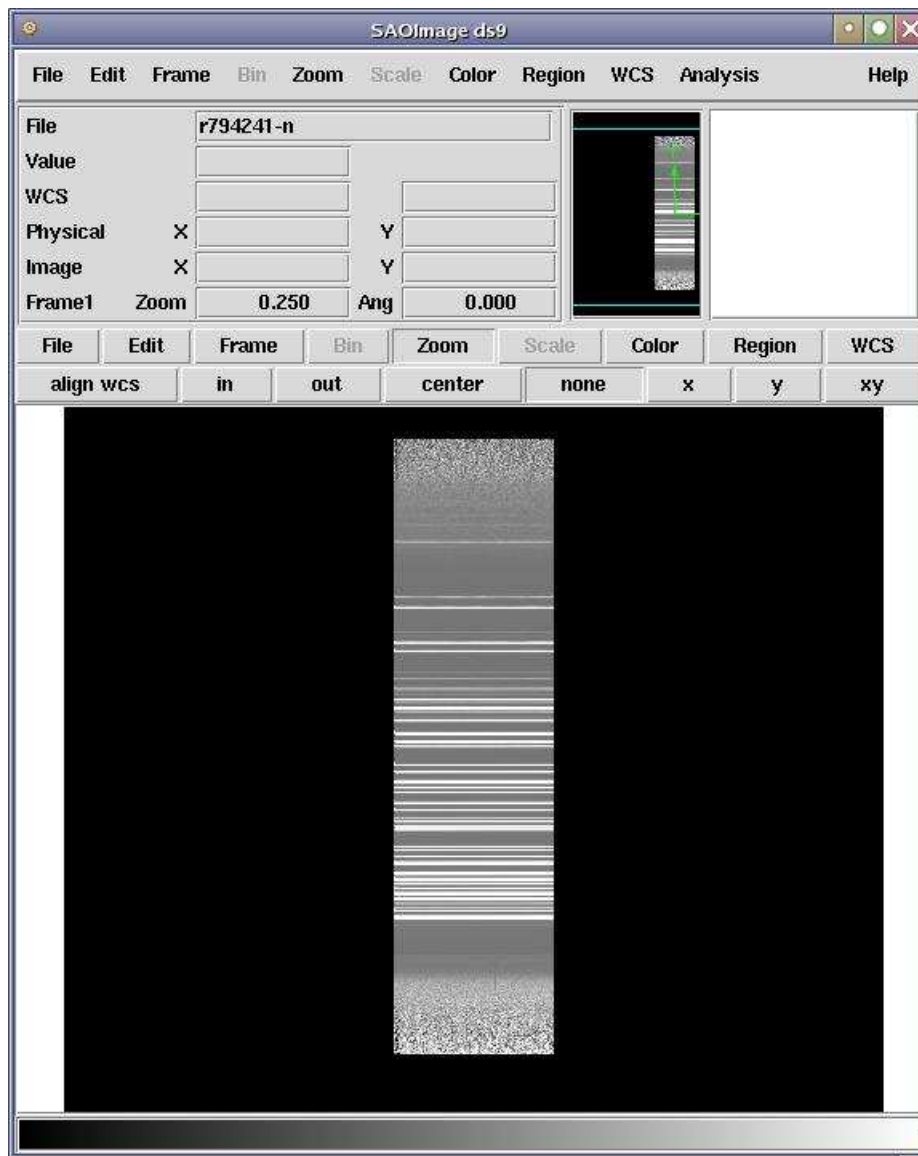 SAOImage ds9
File Edit Frame Bin Zoom Scale Color Region WCS Analysis Help
File r794241-n
Value
WCS
Physical X Y
Image X Y
Frame1 Zoom 0.250 Ang 0.000
File Edit Frame Bin Zoom Scale Color Region WCS
align wcs in out center none x y xy